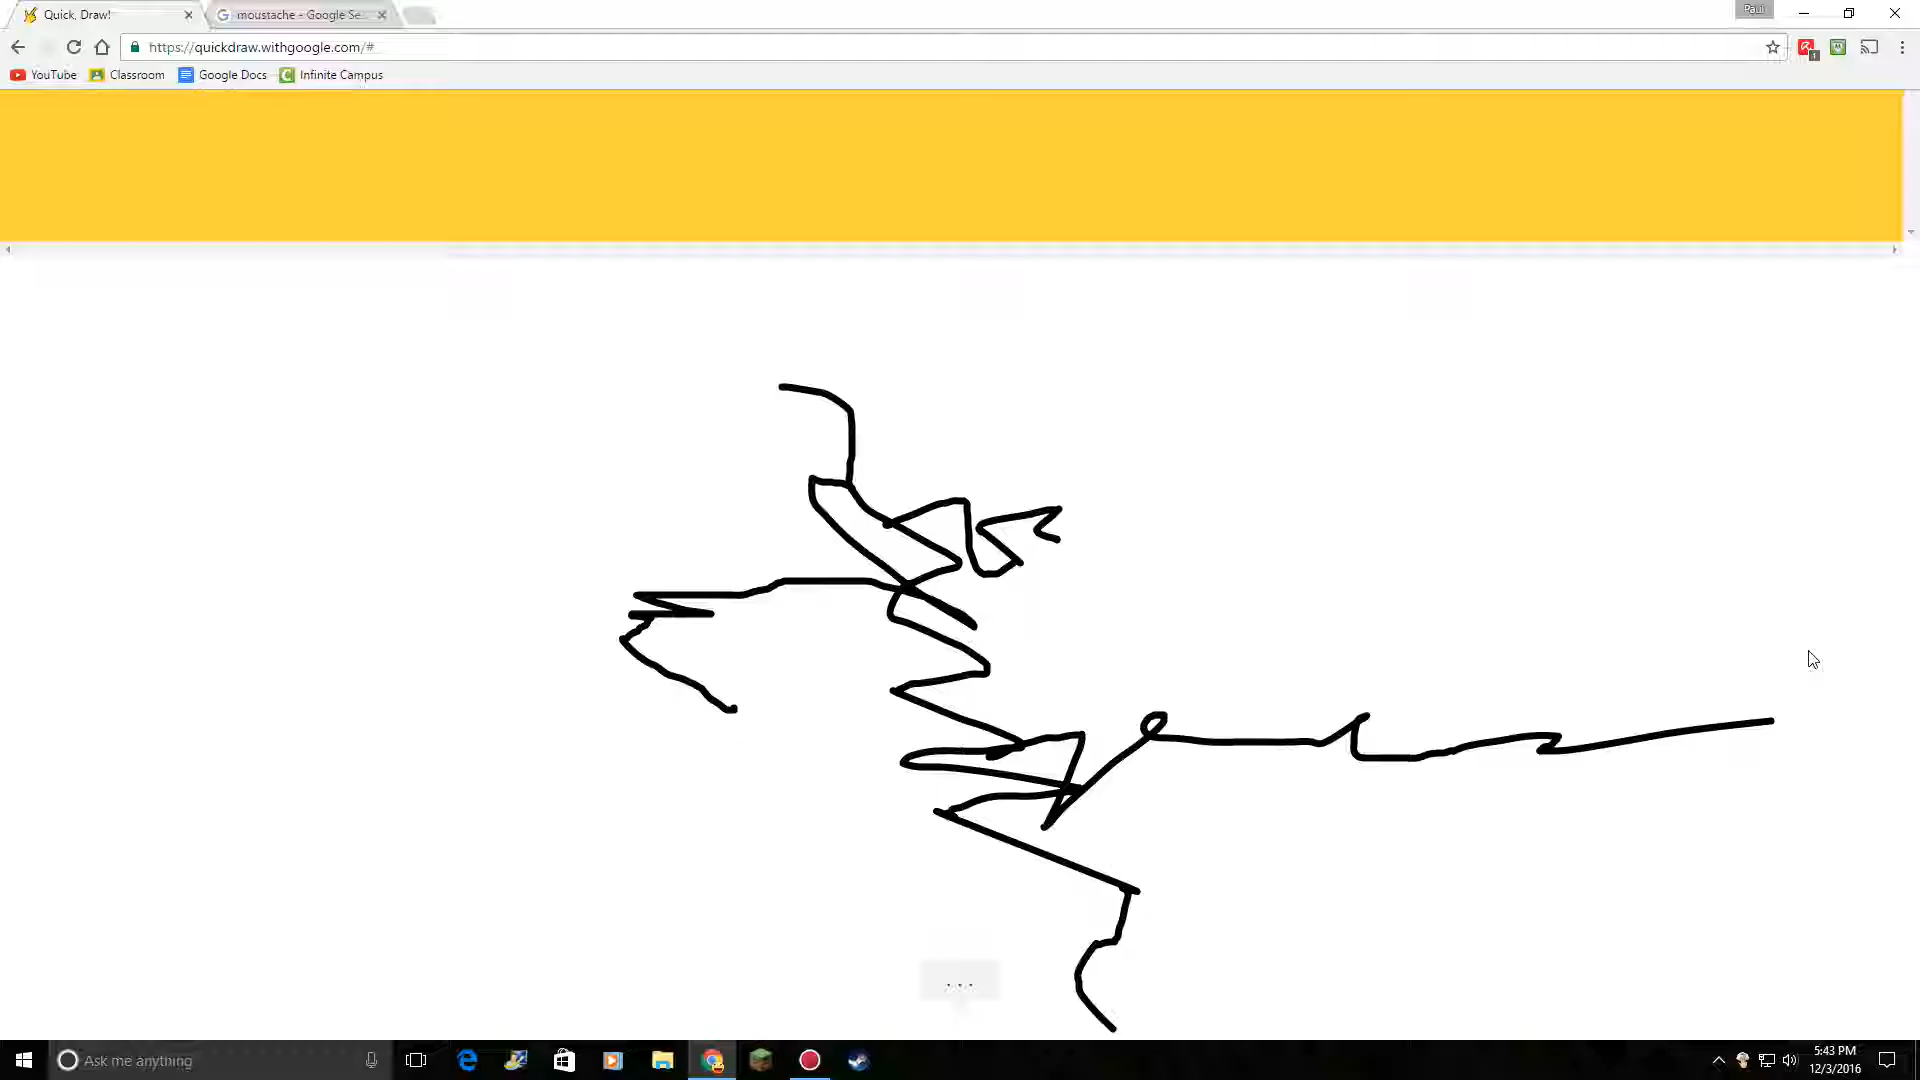 Quick, Draw!
moustache - Google Se
Paul
https://quickdraw.withgoogle.com/#
1
YouTube
Classroom
Google Docs
Infinite Campus
...
Ask me anything
5:43 PM
12/3/2016